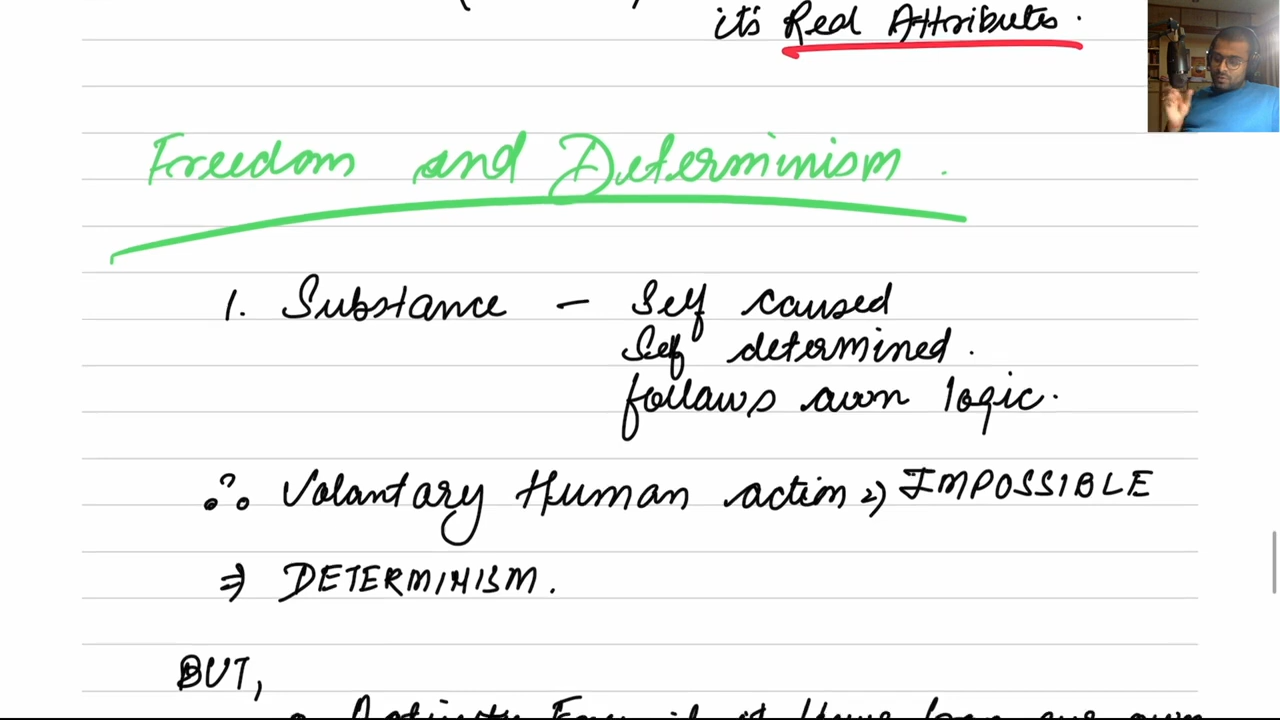 its Red Attributes.
Freedom and Determinism.
1. Substance - Self caused
Self determined.
follows own logic.
∴ Voluntary Human action ⇒ IMPOSSIBLE
⇒ DETERMINISM.
BUT,